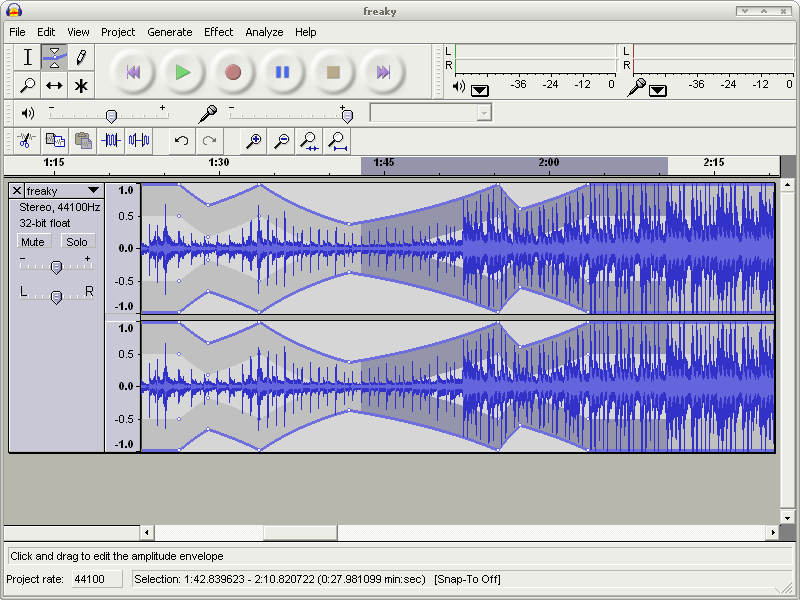 freaky
File Edit View Project Generate Effect Analyze Help
L
R
-36 -24 -12 0
L
R
-36 -24 -12 0
- +
- +
1:15 1:30 1:45 2:00 2:15
freaky
Stereo, 44100Hz
32-bit float
Mute Solo
- +
L R
1.0
0.5
0.0
-0.5
-1.0
1.0
0.5
0.0
-0.5
-1.0
Click and drag to edit the amplitude envelope
Project rate: 44100 Selection: 1:42.839623 - 2:10.820722 (0:27.981099 min:sec) [Snap-To Off]